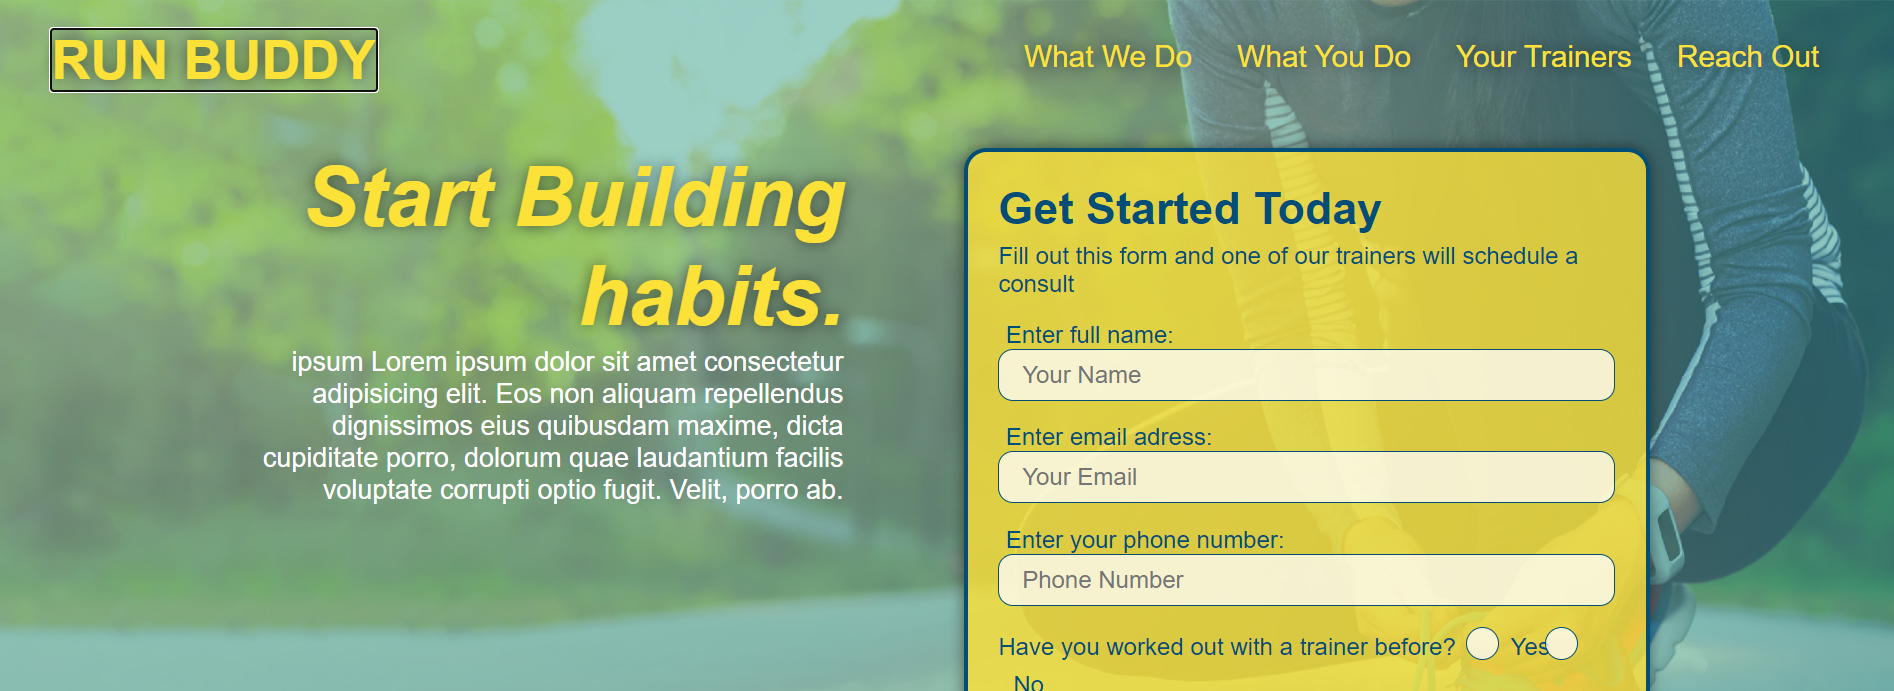 RUN BUDDY
What We Do What You Do Your Trainers Reach Out
Start Building
habits.
ipsum Lorem ipsum dolor sit amet consectetur
adipisicing elit. Eos non aliquam repellendus
dignissimos eius quibusdam maxime, dicta
cupiditate porro, dolorum quae laudantium facilis
voluptate corrupti optio fugit. Velit, porro ab.
Get Started Today
Fill out this form and one of our trainers will schedule a
consult
Enter full name:
Your Name
Enter email adress:
Your Email
Enter your phone number:
Phone Number
Have you worked out with a trainer before? Yes
No